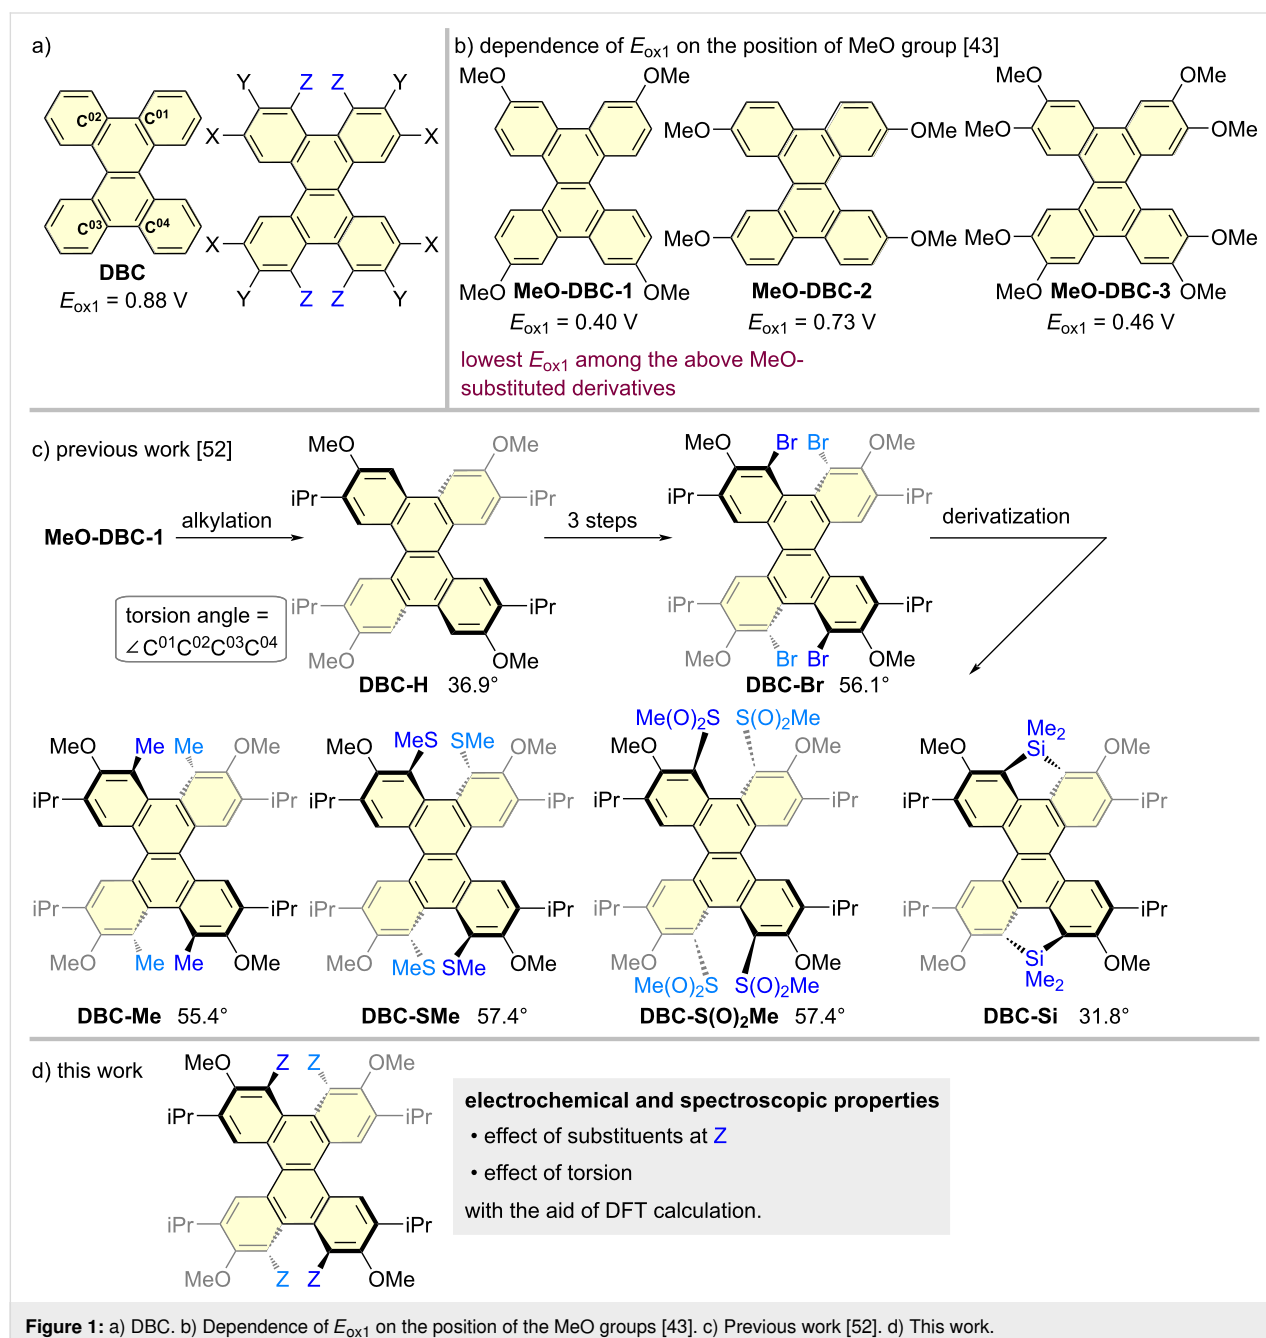 a)
C02
C01
C03
C04
DBC
Eox1 = 0.88 V
Y Z Z Y
X X
X X
Y Z Z Y
b) dependence of Eox1 on the position of MeO group [43]
MeO OMe
MeO OMe
MeO-DBC-1
Eox1 = 0.40 V
lowest Eox1 among the above MeO-
substituted derivatives
MeO OMe
MeO OMe
MeO-DBC-2
Eox1 = 0.73 V
MeO OMe
MeO OMe
MeO OMe
MeO OMe
MeO-DBC-3
Eox1 = 0.46 V
c) previous work [52]
MeO-DBC-1
alkylation
torsion angle =
∠C01C02C03C04
MeO OMe
iPr iPr
iPr iPr
MeO OMe
DBC-H 36.9°
3 steps
MeO Br Br OMe
iPr iPr
iPr iPr
MeO Br Br OMe
DBC-Br 56.1°
derivatization
MeO Me Me OMe
iPr iPr
iPr iPr
MeO Me Me OMe
DBC-Me 55.4°
MeO MeS SMe OMe
iPr iPr
iPr iPr
MeO MeS SMe OMe
DBC-SMe 57.4°
Me(O)2S S(O)2Me
MeO OMe
iPr iPr
iPr iPr
MeO OMe
Me(O)2S S(O)2Me
DBC-S(O)2Me 57.4°
Me2
MeO Si OMe
iPr iPr
iPr iPr
MeO Si OMe
Me2
DBC-Si 31.8°
d) this work
MeO Z Z OMe
iPr iPr
iPr iPr
MeO Z Z OMe
electrochemical and spectroscopic properties
• effect of substituents at Z
• effect of torsion
with the aid of DFT calculation.
Figure 1: a) DBC. b) Dependence of Eox1 on the position of the MeO groups [43]. c) Previous work [52]. d) This work.